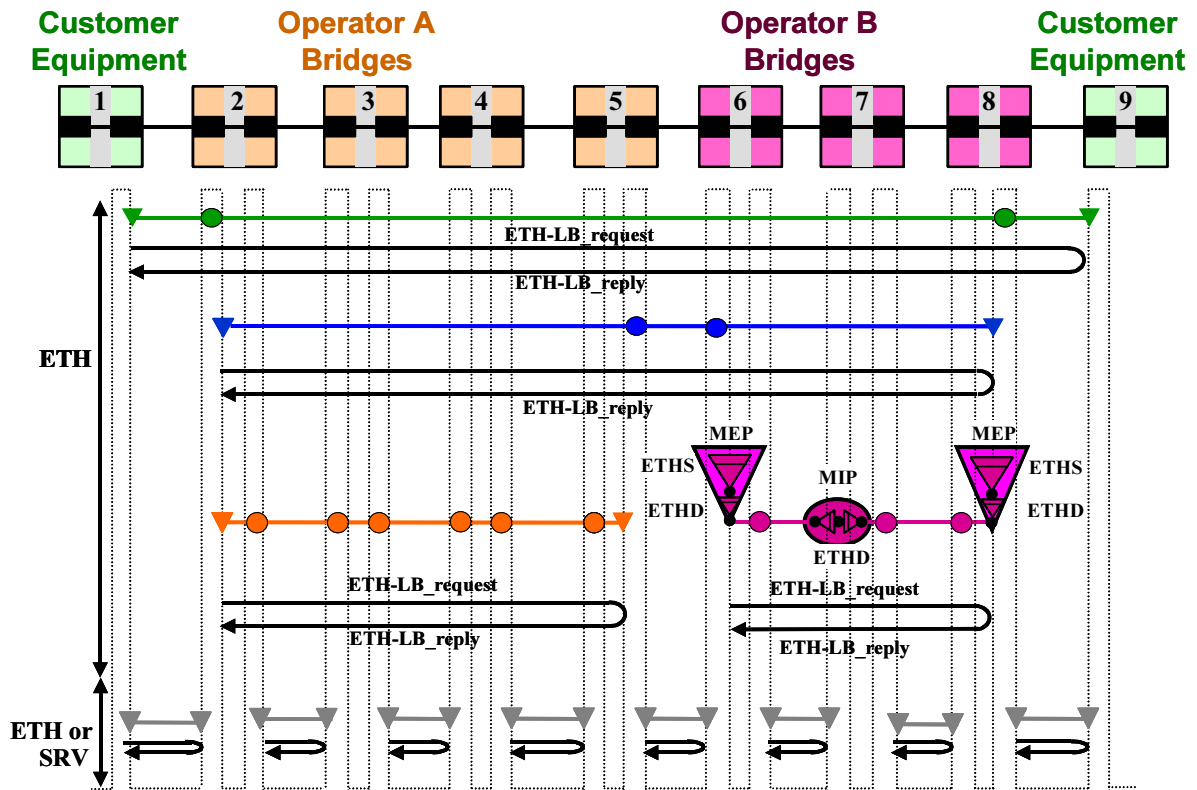 Customer
Equipment
Operator A
Bridges
Operator B
Bridges
Customer
Equipment
1
2
3
4
5
6
7
8
9
ETH-LB_request
ETH-LB_reply
ETH
ETH-LB_reply
MEP
MEP
ETHS
MIP
ETHS
ETHD
ETHD
ETHD
ETH-LB_request
ETH-LB_request
ETH-LB_reply
ETH-LB_reply
ETH or
SRV